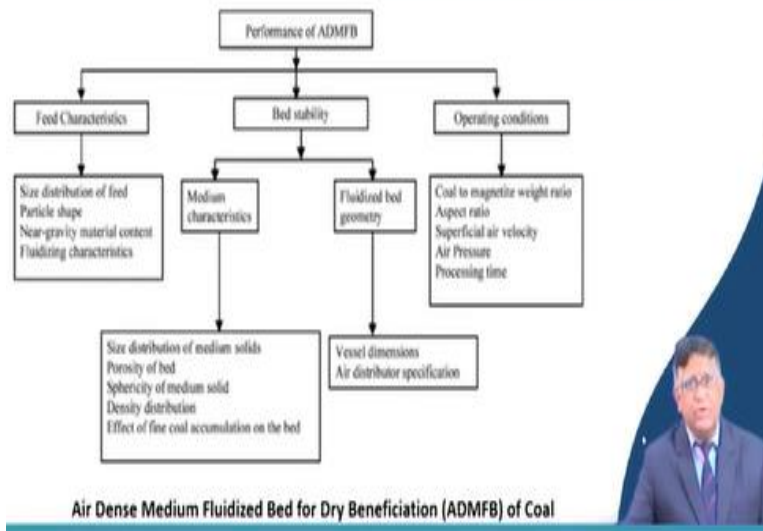 Performance of ADMFB
Feed Characteristics
Bed stability
Operating conditions
Size distribution of feed
Particle shape
Near-gravity material content
Fluidizing characteristics
Medium
characteristics
Fluidized bed
geometry
Coal to magnetite weight ratio
Aspect ratio
Superficial air velocity
Air Pressure
Processing time
Size distribution of medium solids
Porosity of bed
Sphericity of medium solid
Density distribution
Effect of fine coal accumulation on the bed
Vessel dimensions
Air distributor specification
Air Dense Medium Fluidized Bed for Dry Beneficiation (ADMFB) of Coal